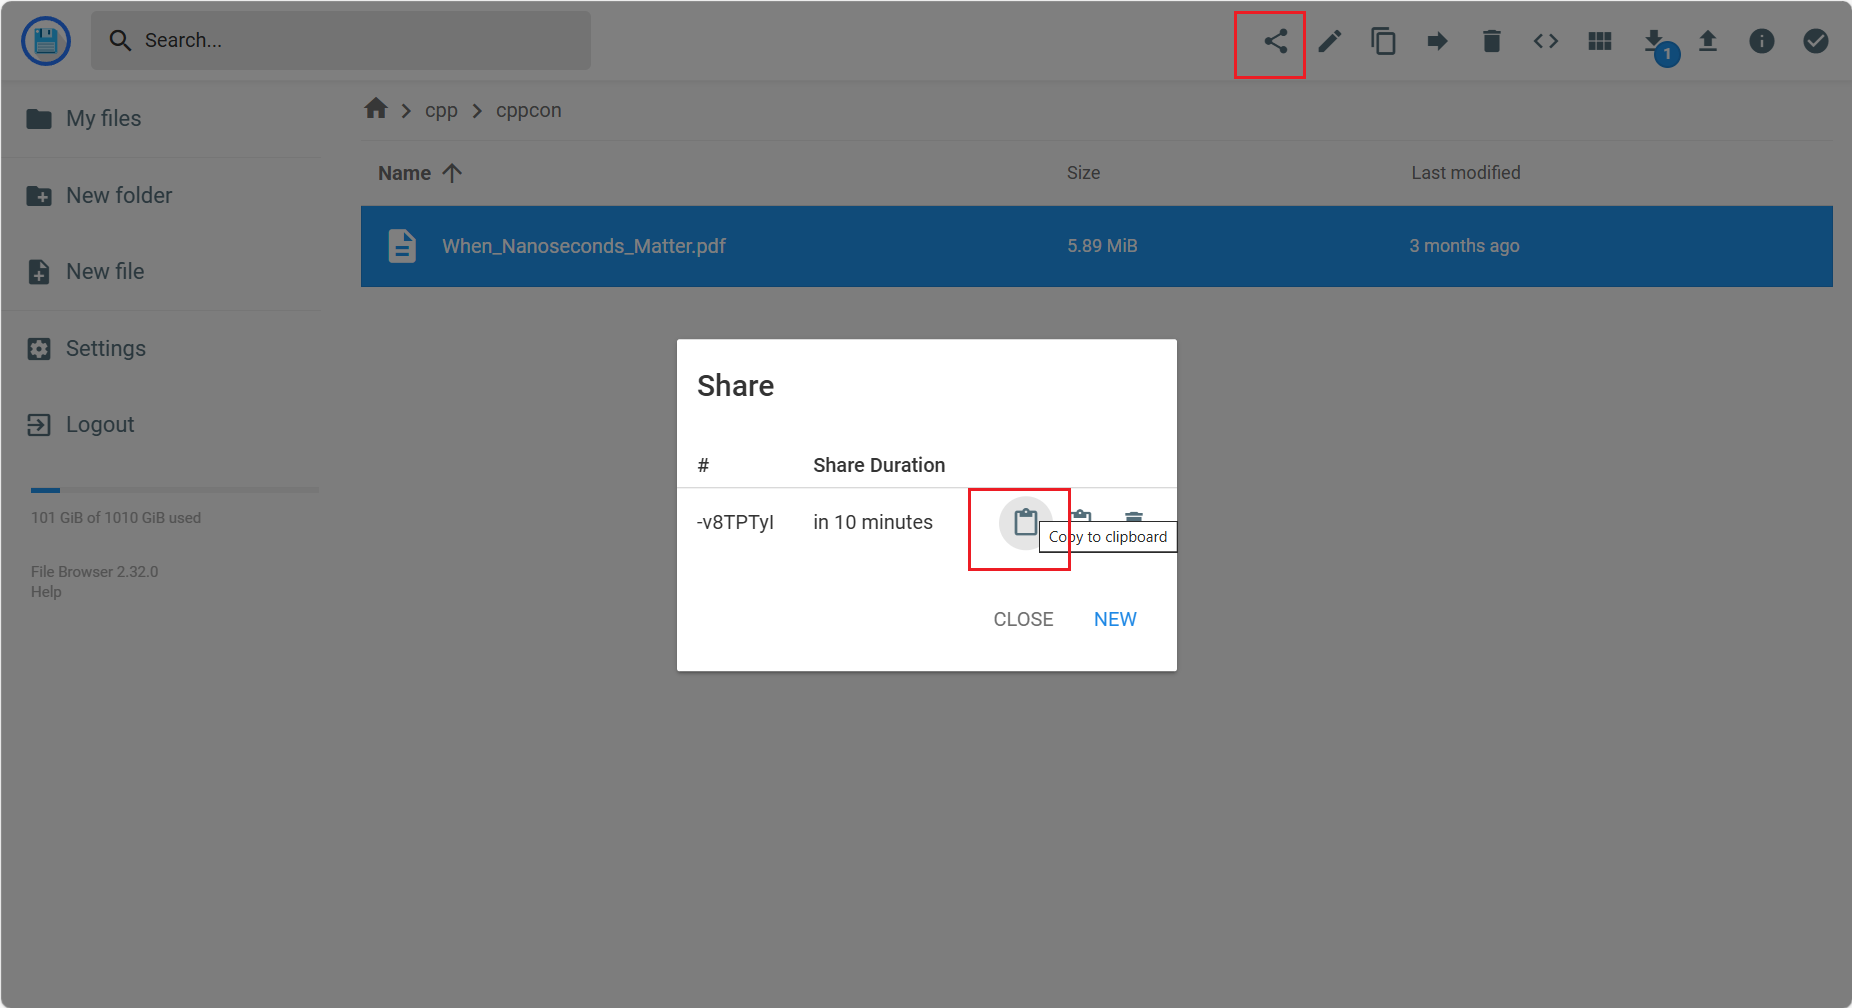 Search...
1
My files
New folder
New file
Settings
Logout
101 GiB of 1010 GiB used
File Browser 2.32.0
Help
cpp
cppcon
Name
Size
Last modified
When_Nanoseconds_Matter.pdf
5.89 MiB
3 months ago
Share
#
Share Duration
-v8TPTyI
in 10 minutes
Copy to clipboard
CLOSE
NEW